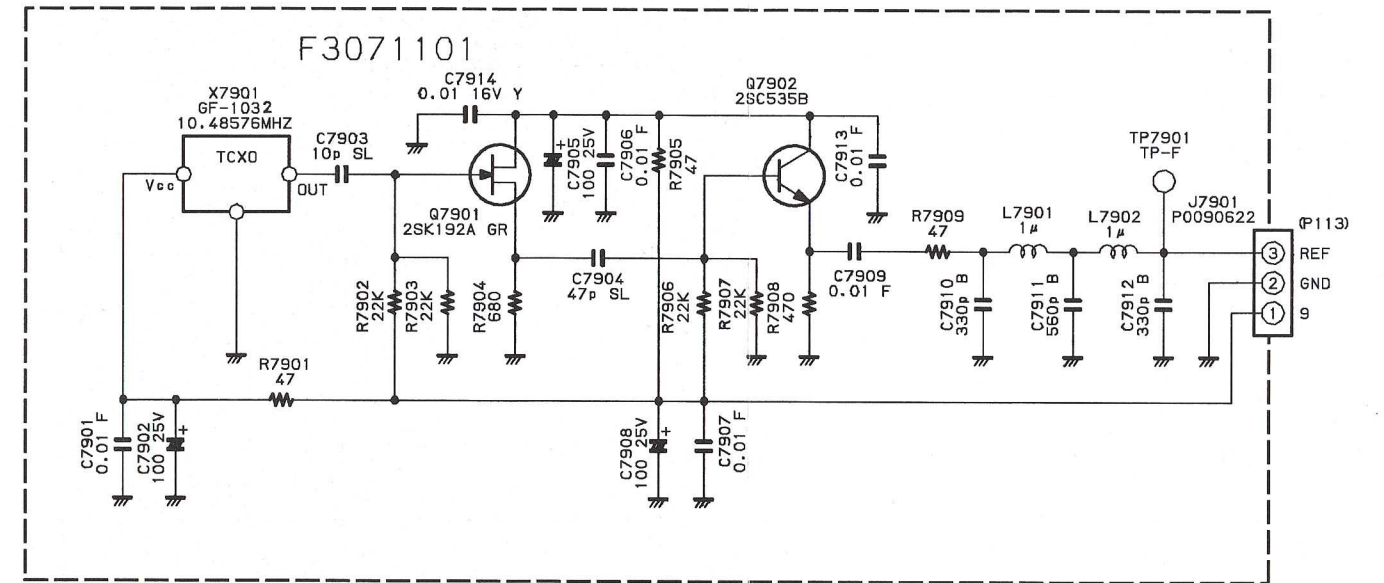 F3071101
X7901
GF-1032
10.48576MHZ
TCXO
Vcc
OUT
C7903
10p SL
C7914
0.01 16V Y
Q7901
2SK192A GR
C7905
100 25V
+
C7906
0.01 F
R7905
47
Q7902
2SC535B
C7913
0.01 F
TP7901
TP-F
J7901
P0090622
(P113)
3 REF
2 GND
1 9
R7902
22K
R7903
22K
R7904
680
C7904
47p SL
R7906
22K
R7907
22K
R7908
470
C7909
0.01 F
R7909
47
L7901
1μ
L7902
1μ
C7910
330p B
C7911
560p B
C7912
330p B
R7901
47
C7901
0.01 F
C7902
100 25V
+
C7908
100 25V
+
C7907
0.01 F